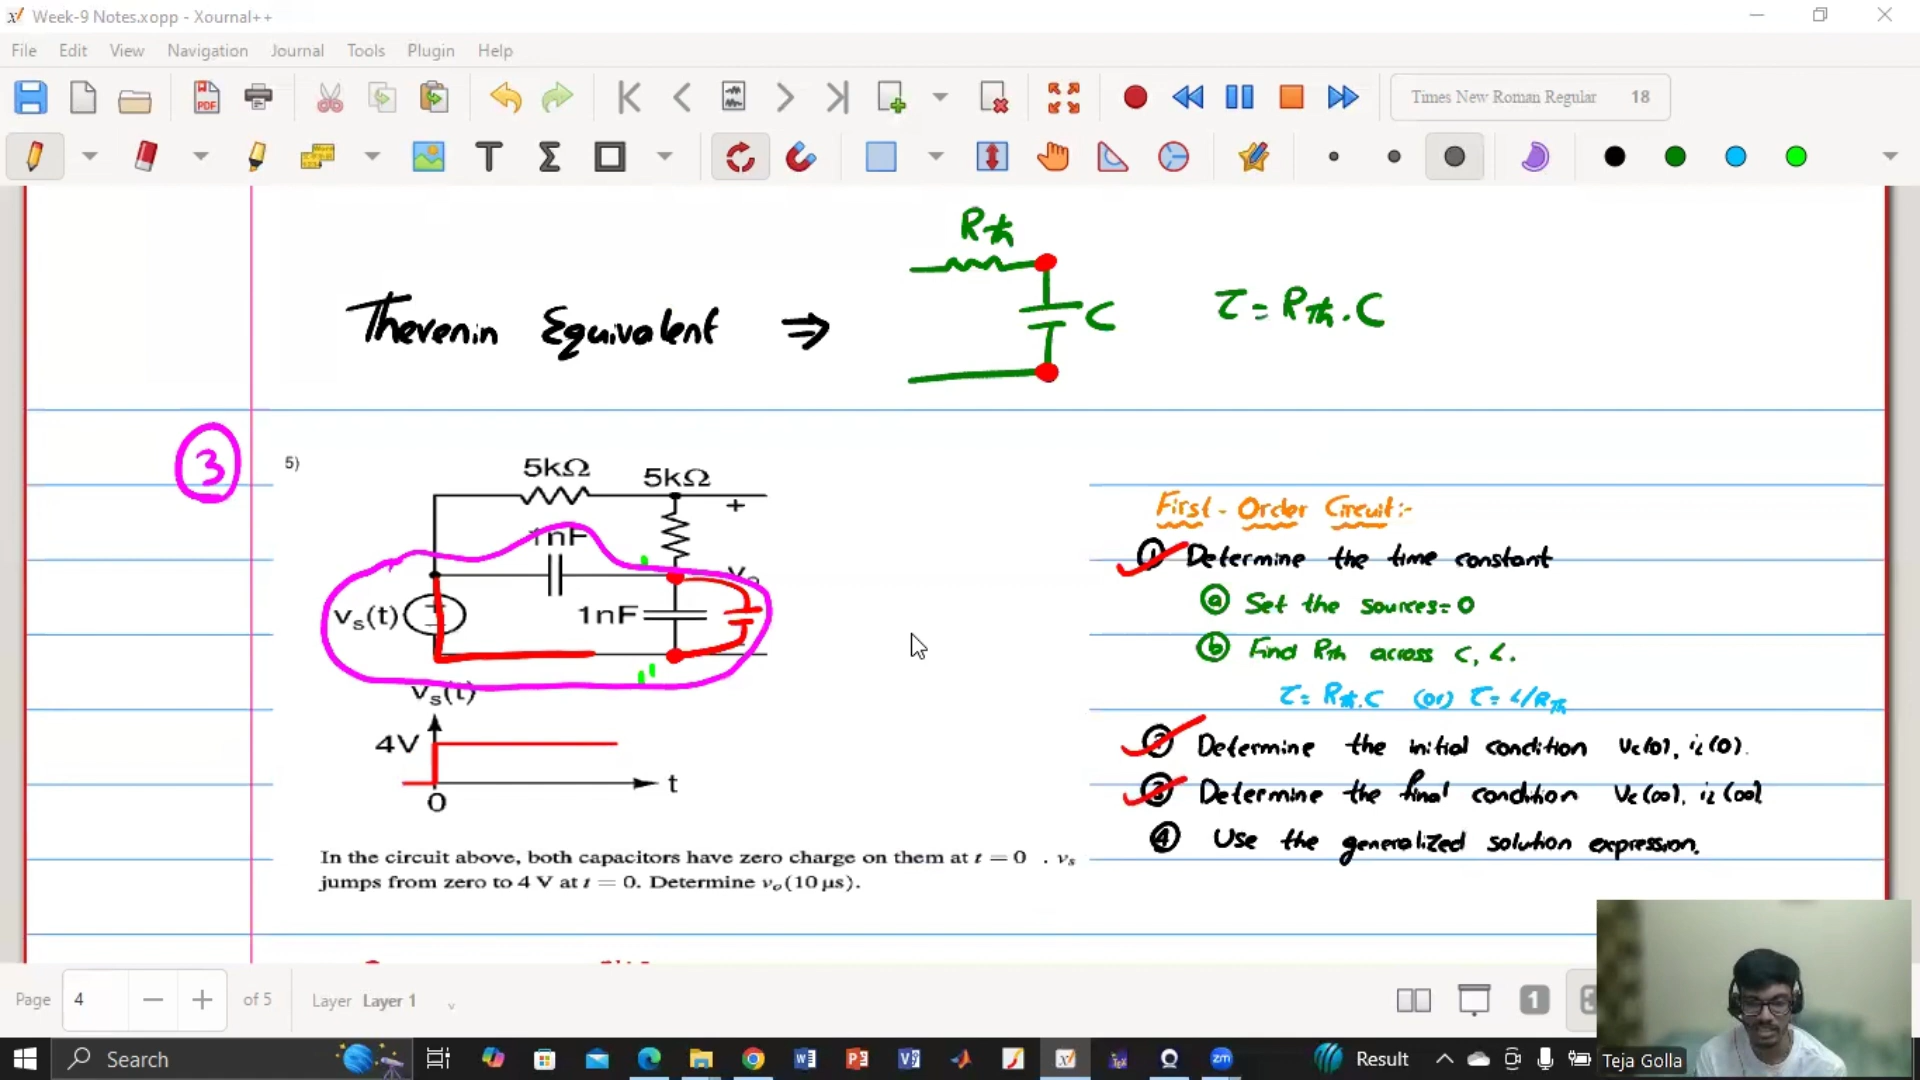 Week-9 Notes.xopp - Xournal++
File Edit View Navigation Journal Tools Plugin Help
Times New Roman Regular 18
Rth
Thevenin Equivalent ⇒
C
τ = Rth . C
3
5)
5kΩ
5kΩ
+
1nF
vs(t)
1nF
vs(t)
4V
t
0
In the circuit above, both capacitors have zero charge on them at t = 0 . vs
jumps from zero to 4 V at t = 0. Determine vo(10 μs).
First - Order Circuit:-
① Determine the time constant
ⓐ Set the sources = 0
ⓑ Find Rth across C, L.
τ = Rth.C (or) τ = L/Rth
② Determine the initial condition Vc(0), iL(0).
③ Determine the final condition Vc(∞), iL(∞)
④ Use the generalized solution expression.
Page 4 of 5 Layer Layer 1
1
Search
Result
Teja Golla